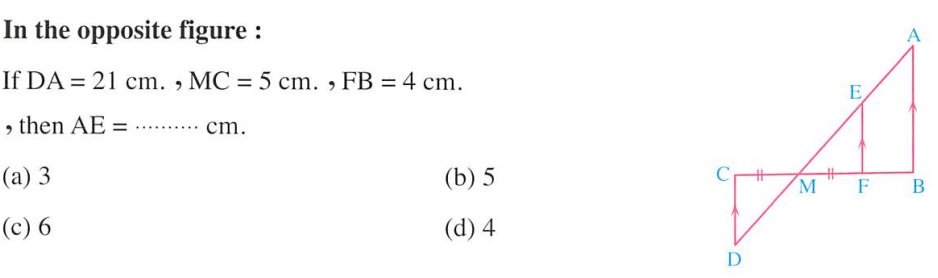 In the opposite figure :
If DA = 21 cm. , MC = 5 cm. , FB = 4 cm.
, then AE = ·········· cm.
(a) 3 (b) 5
(c) 6 (d) 4
A
E
C M F B
D